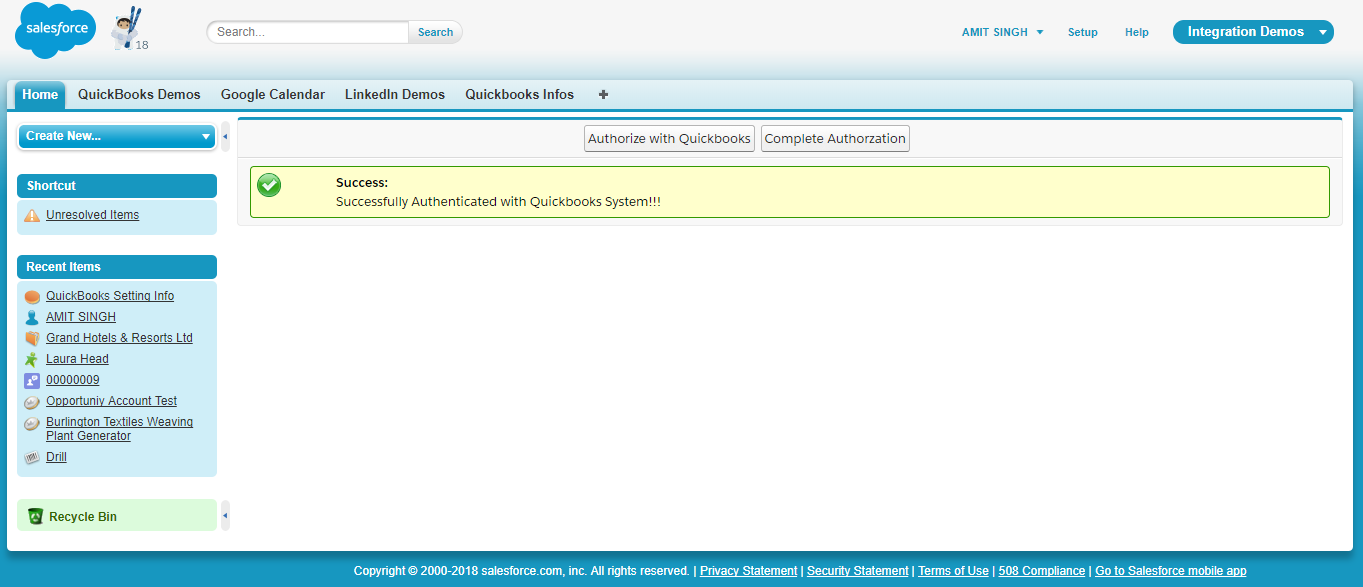 salesforce
18
Search...
Search
AMIT SINGH
Setup
Help
Integration Demos
Home
QuickBooks Demos
Google Calendar
LinkedIn Demos
Quickbooks Infos
+
Create New...
Authorize with Quickbooks
Complete Authorzation
Success:
Successfully Authenticated with Quickbooks System!!!
Shortcut
Unresolved Items
Recent Items
QuickBooks Setting Info
AMIT SINGH
Grand Hotels & Resorts Ltd
Laura Head
00000009
Opportuniy Account Test
Burlington Textiles Weaving
Plant Generator
Drill
Recycle Bin
Copyright © 2000-2018 salesforce.com, inc. All rights reserved. | Privacy Statement | Security Statement | Terms of Use | 508 Compliance | Go to Salesforce mobile app